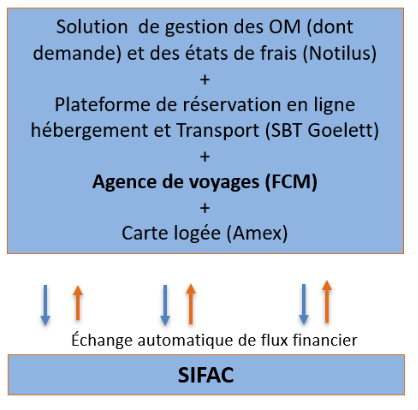 Solution de gestion des OM (dont
demande) et des états de frais (Notilus)
+
Plateforme de réservation en ligne
hébergement et Transport (SBT Goelett)
+
Agence de voyages (FCM)
+
Carte logée (Amex)
Échange automatique de flux financier
SIFAC